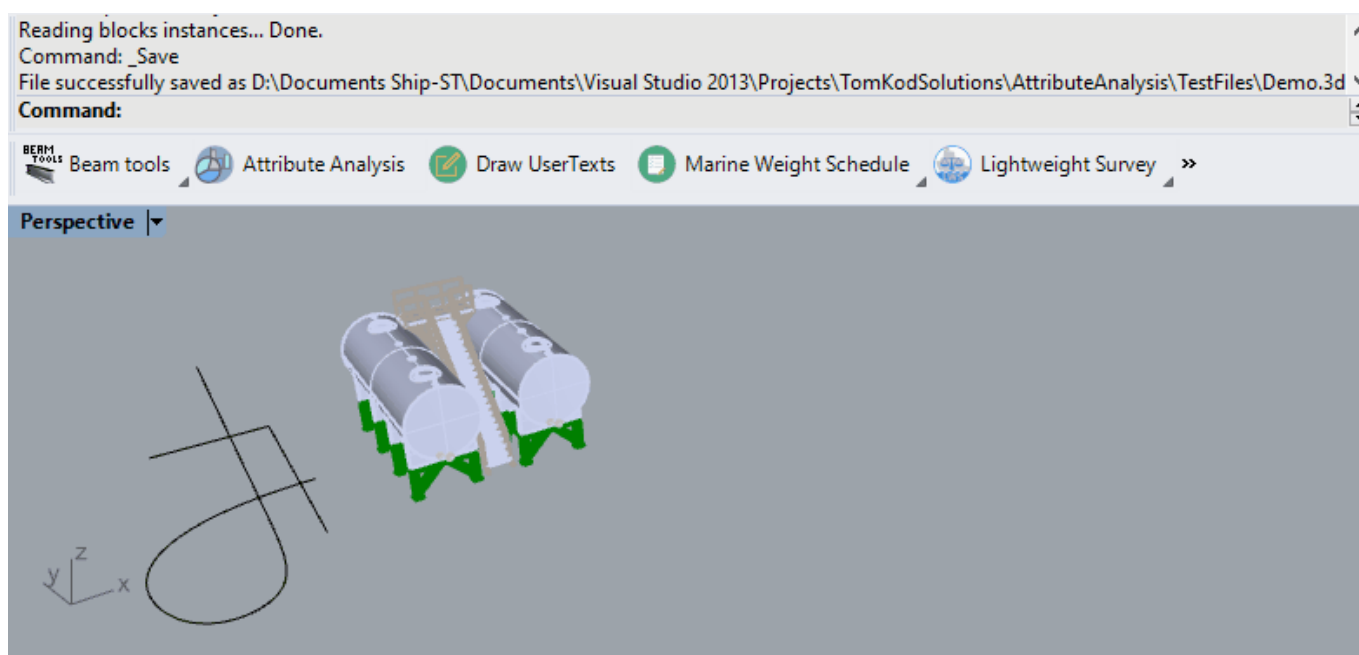 Reading blocks instances... Done.
Command: _Save
File successfully saved as D:\Documents Ship-ST\Documents\Visual Studio 2013\Projects\TomKodSolutions\AttributeAnalysis\TestFiles\Demo.3d
Command:
BEAM TOOLS Beam tools Attribute Analysis Draw UserTexts Marine Weight Schedule Lightweight Survey »
Perspective
z
y x